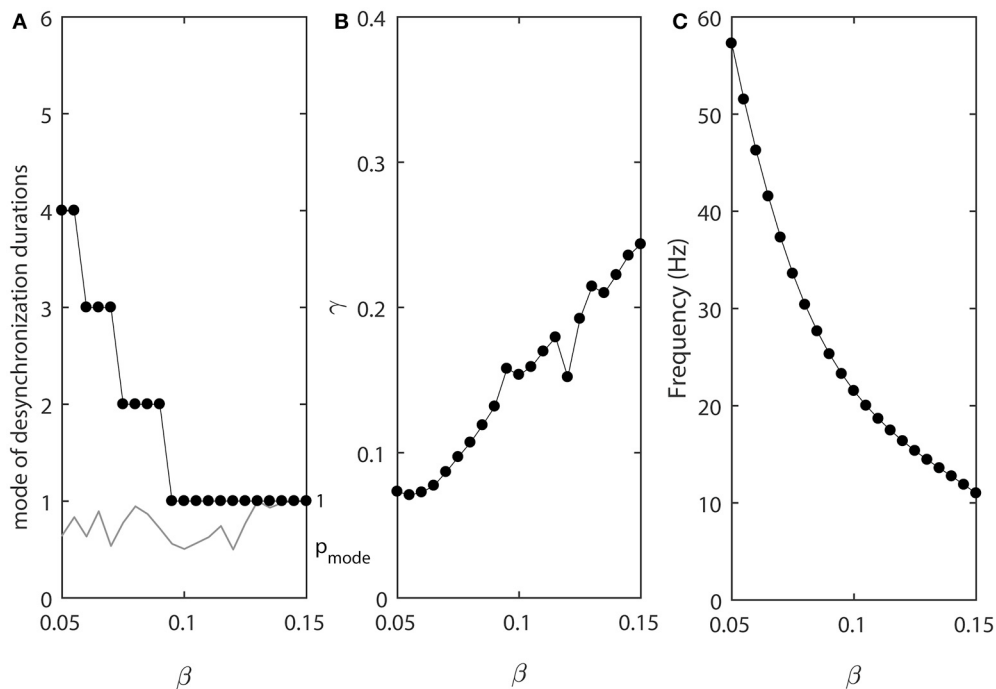 A
mode of desynchronization durations
6
5
4
3
2
1
0
0.05
0.1
0.15
β
1
p_mode
B
γ
0.4
0.3
0.2
0.1
0
0.05
0.1
0.15
β
C
Frequency (Hz)
60
50
40
30
20
10
0
0.05
0.1
0.15
β